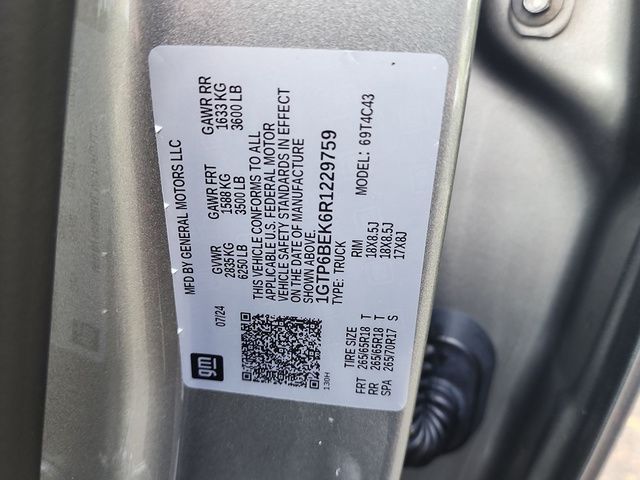 gm
MFD BY GENERAL MOTORS LLC
07/24
GVWR GAWR FRT GAWR RR
2835 KG 1588 KG 1633 KG
6250 LB 3500 LB 3600 LB
THIS VEHICLE CONFORMS TO ALL
APPLICABLE U.S. FEDERAL MOTOR
VEHICLE SAFETY STANDARDS IN EFFECT
ON THE DATE OF MANUFACTURE
SHOWN ABOVE.
1GTP6BEK6R1229759
TYPE: TRUCK MODEL: 69T4C43
130H
TIRE SIZE RIM
FRT 265/65R18 T 18X8.5J
RR 265/65R18 T 18X8.5J
SPA 265/70R17 S 17X8J